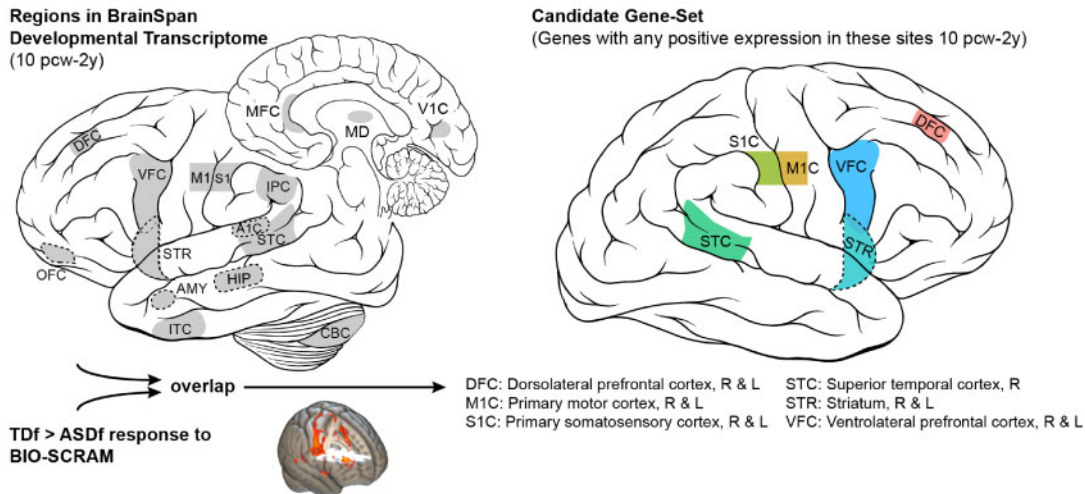 Regions in BrainSpan
Developmental Transcriptome
(10 pcw-2y)
MFC
V1C
MD
DFC
VFC
M1
S1
IPC
A1C
STC
STR
OFC
HIP
AMY
ITC
CBC
Candidate Gene-Set
(Genes with any positive expression in these sites 10 pcw-2y)
DFC
S1C
M1C
VFC
STC
STR
overlap
TDf > ASDf response to
BIO-SCRAM
DFC: Dorsolateral prefrontal cortex, R & L
M1C: Primary motor cortex, R & L
S1C: Primary somatosensory cortex, R & L
STC: Superior temporal cortex, R
STR: Striatum, R & L
VFC: Ventrolateral prefrontal cortex, R & L